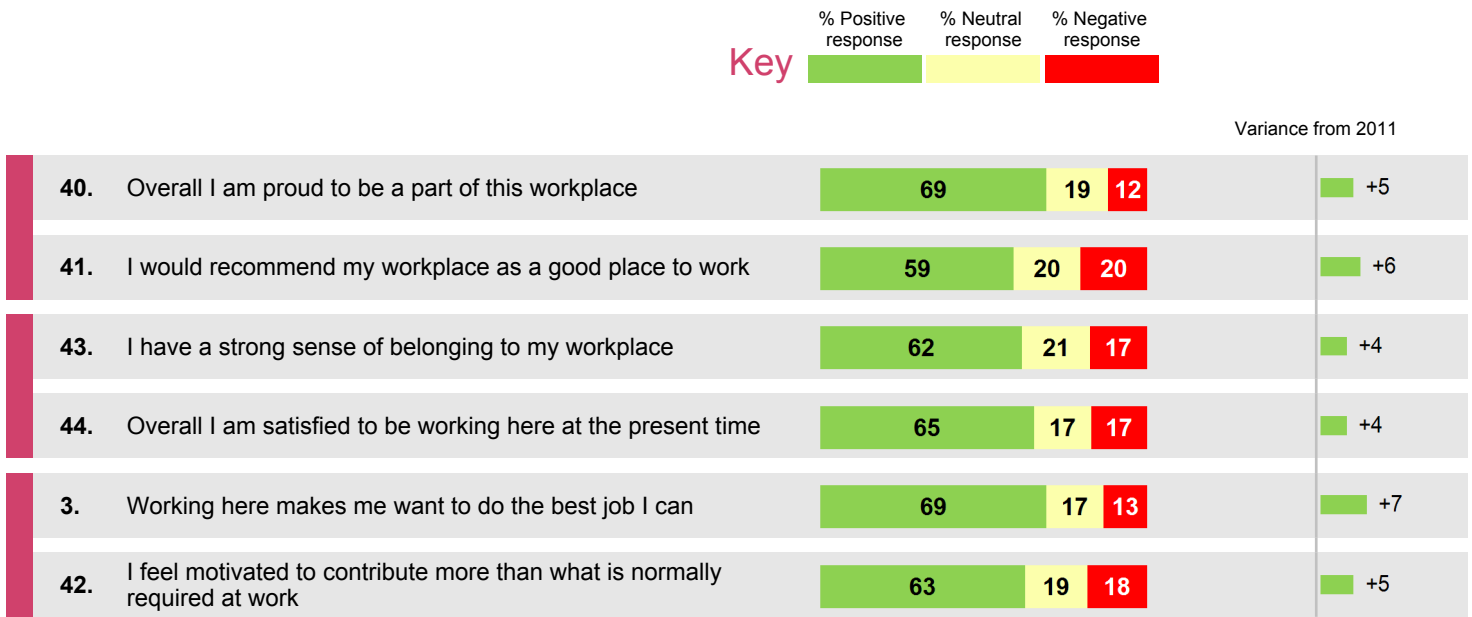 % Positive response
% Neutral response
% Negative response
Key
Variance from 2011
40. Overall I am proud to be a part of this workplace 69 19 12 +5
41. I would recommend my workplace as a good place to work 59 20 20 +6
43. I have a strong sense of belonging to my workplace 62 21 17 +4
44. Overall I am satisfied to be working here at the present time 65 17 17 +4
3. Working here makes me want to do the best job I can 69 17 13 +7
42. I feel motivated to contribute more than what is normally
required at work 63 19 18 +5